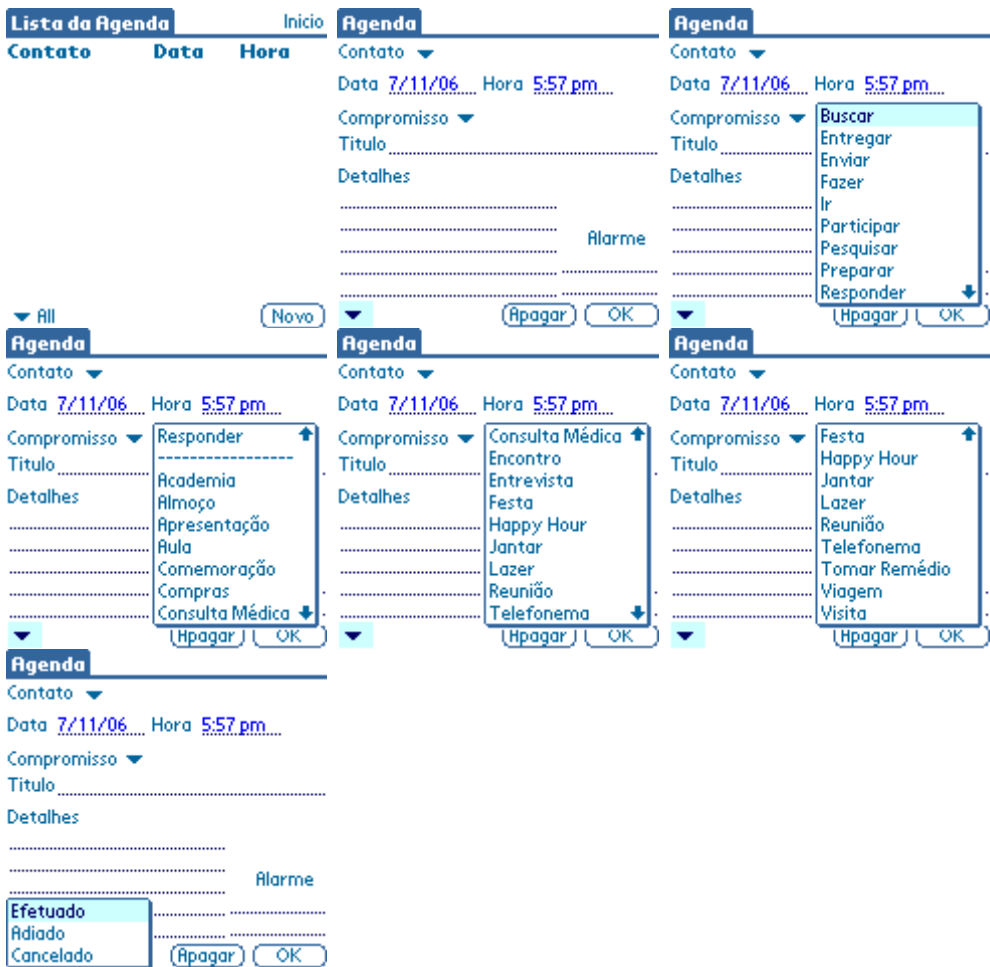 Lista da Agenda Inicio
Contato Data Hora
All Novo
Agenda
Contato
Data 7/11/06 Hora 5:57 pm
Compromisso
Titulo
Detalhes
Alarme
Apagar OK
Agenda
Contato
Data 7/11/06 Hora 5:57 pm
Compromisso
Titulo
Detalhes
Buscar
Entregar
Enviar
Fazer
Ir
Participar
Pesquisar
Preparar
Responder
Apagar OK
Agenda
Contato
Data 7/11/06 Hora 5:57 pm
Compromisso
Titulo
Detalhes
Responder
-----------------
Academia
Almoço
Apresentação
Aula
Comemoração
Compras
Consulta Médica
Apagar OK
Agenda
Contato
Data 7/11/06 Hora 5:57 pm
Compromisso
Titulo
Detalhes
Consulta Médica
Encontro
Entrevista
Festa
Happy Hour
Jantar
Lazer
Reunião
Telefonema
Apagar OK
Agenda
Contato
Data 7/11/06 Hora 5:57 pm
Compromisso
Titulo
Detalhes
Festa
Happy Hour
Jantar
Lazer
Reunião
Telefonema
Tomar Remédio
Viagem
Visita
Apagar OK
Agenda
Contato
Data 7/11/06 Hora 5:57 pm
Compromisso
Titulo
Detalhes
Alarme
Efetuado
Adiado
Cancelado
Apagar OK